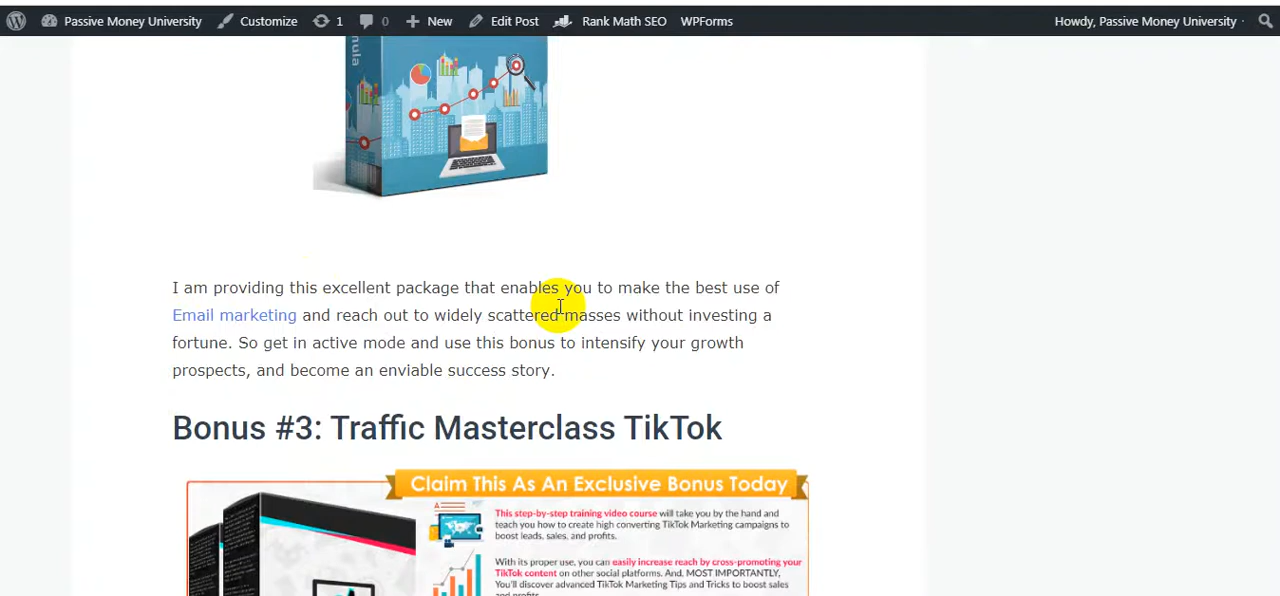 Passive Money University Customize 1 0 New Edit Post Rank Math SEO WPForms Howdy, Passive Money University
I am providing this excellent package that enables you to make the best use of
Email marketing and reach out to widely scattered masses without investing a
fortune. So get in active mode and use this bonus to intensify your growth
prospects, and become an enviable success story.
Bonus #3: Traffic Masterclass TikTok
Claim This As An Exclusive Bonus Today
This step-by-step training video course will take you by the hand and
teach you how to create high converting TikTok Marketing campaigns to
boost leads, sales, and profits.
With its proper use, you can easily increase reach by cross-promoting your
TikTok content on other social platforms. And, MOST IMPORTANTLY,
You'll discover advanced TikTok Marketing Tips and Tricks to boost sales
and profits